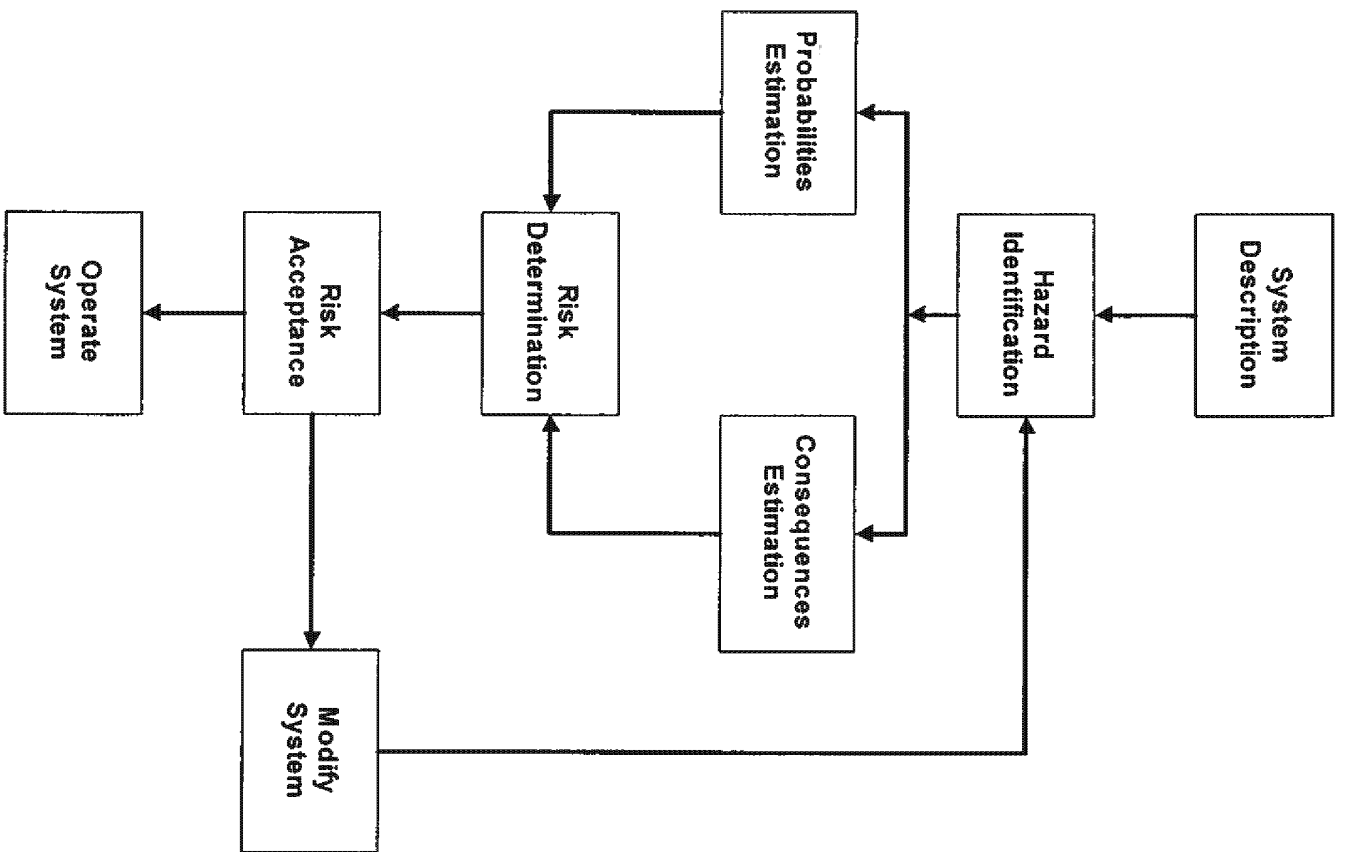 System
Description
Hazard
Identification
Probabilities
Estimation
Consequences
Estimation
Risk
Determination
Risk
Acceptance
Modify
System
Operate
System